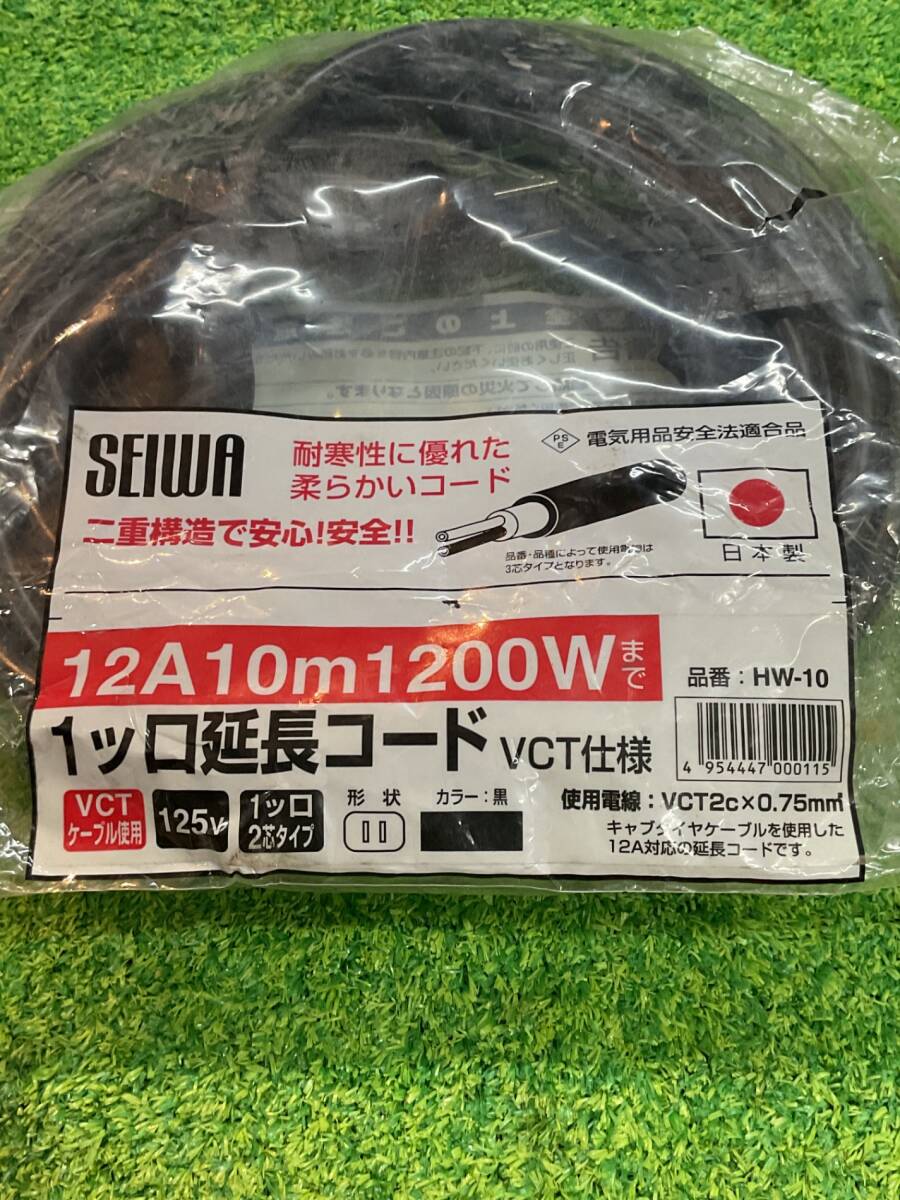 SEIWA
耐寒性に優れた
柔らかいコード
二重構造で安心!安全!!
PS
E
電気用品安全法適合品
品番・品種によって使用電線は
3芯タイプとなります。
日本製
12A10m1200Wまで
品番：HW-10
1ッ口延長コード VCT仕様
4 954447 000115
VCT
ケーブル使用
125V
1ッ口
2芯タイプ
形状
カラー：黒
使用電線：VCT2c×0.75mm²
キャブタイヤケーブルを使用した
12A対応の延長コードです。